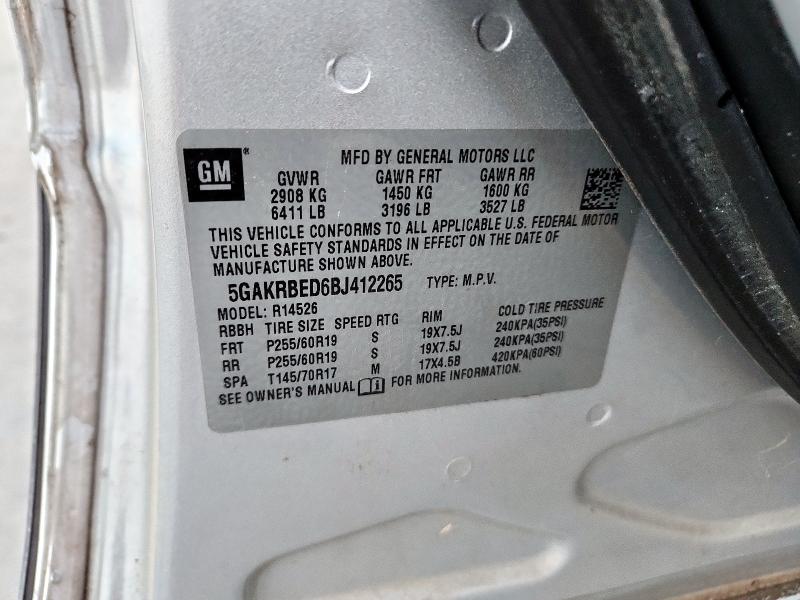 GM ®
MFD BY GENERAL MOTORS LLC
GVWR GAWR FRT GAWR RR
2908 KG 1450 KG 1600 KG
6411 LB 3196 LB 3527 LB
THIS VEHICLE CONFORMS TO ALL APPLICABLE U.S. FEDERAL MOTOR
VEHICLE SAFETY STANDARDS IN EFFECT ON THE DATE OF
MANUFACTURE SHOWN ABOVE.
5GAKRBED6BJ412265 TYPE: M.P.V.
MODEL: R14526
RBBH TIRE SIZE SPEED RTG RIM COLD TIRE PRESSURE
FRT P255/60R19 S 19X7.5J 240KPA(35PSI)
RR P255/60R19 S 19X7.5J 240KPA(35PSI)
SPA T145/70R17 M 17X4.5B 420KPA(60PSI)
SEE OWNER'S MANUAL FOR MORE INFORMATION.